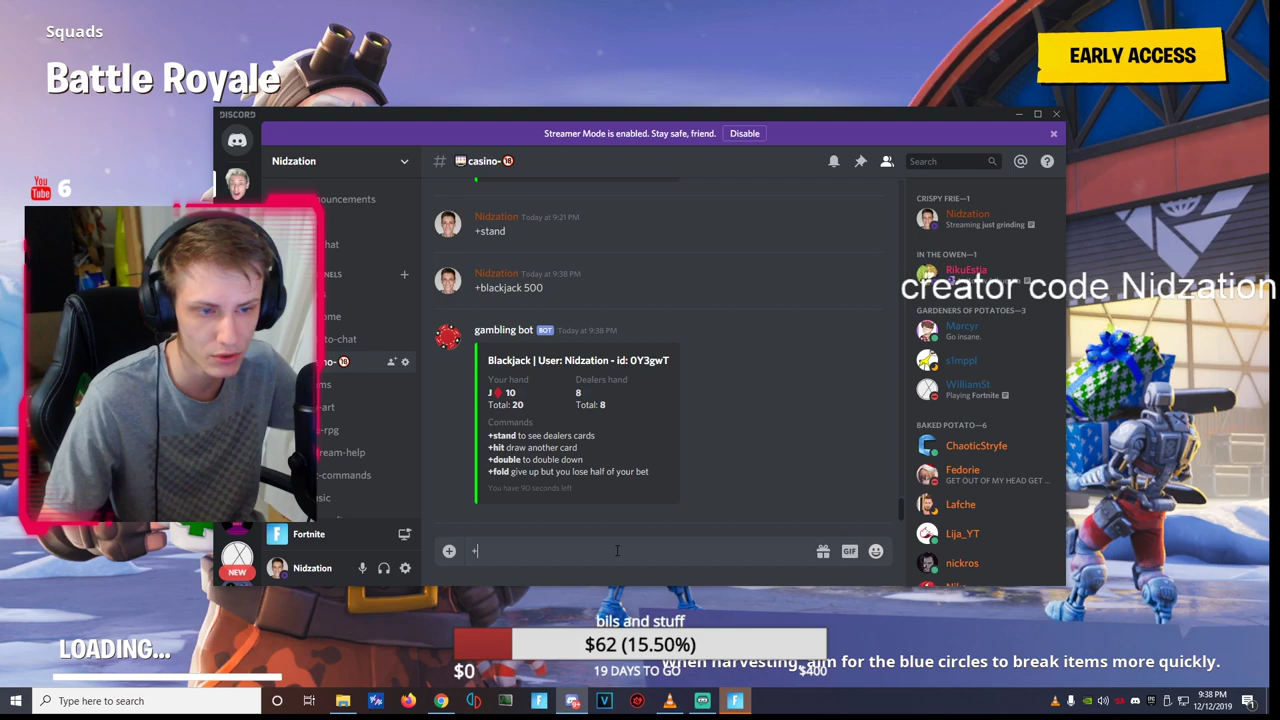 Squads
Battle Royale
EARLY ACCESS
DISCORD
Streamer Mode is enabled. Stay safe, friend.
Disable
Nidzation
casino-
Search
ouncements
hat
NELS
ome
to-chat
no-
ms
-art
-rpg
ream-help
-commands
usic
Nidzation Today at 9:21 PM
+stand
Nidzation Today at 9:38 PM
+blackjack 500
gambling bot BOT Today at 9:38 PM
Blackjack | User: Nidzation - id: 0Y3gwT
Your hand
Dealers hand
J♦ 10
8
Total: 20
Total: 8
Commands
+stand to see dealers cards
+hit draw another card
+double to double down
+fold give up but you lose half of your bet
You have 90 seconds left
+
GIF
CRISPY FRIE—1
Nidzation
Streaming just grinding
IN THE OWEN—1
RikuEstia
creator code Nidzation
GARDENERS OF POTATOES—3
Marcyr
Go insane.
s1mppl
WilliamSt
Playing Fortnite
BAKED POTATO—6
ChaoticStryfe
Fedorie
GET OUT OF MY HEAD GET ...
Lafche
Lija_YT
nickros
You Tube 6
NEW
Fortnite
Nidzation
bils and stuff
$62 (15.50%)
$0
19 DAYS TO GO
$400
LOADING...
when harvesting, aim for the blue circles to break items more quickly.
Type here to search
9:38 PM
12/12/2019